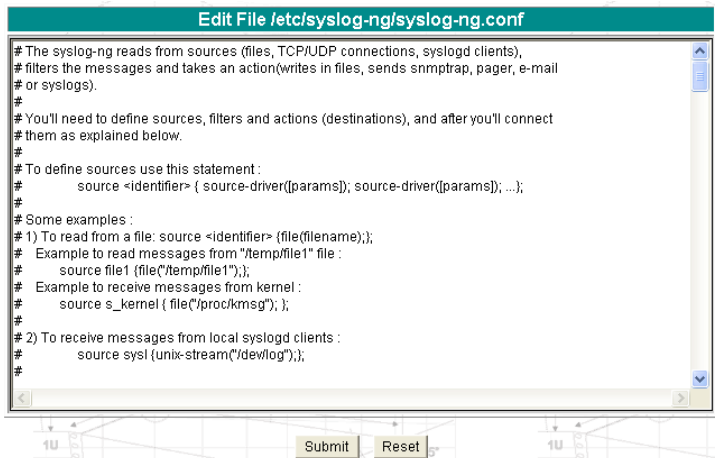 Edit File /etc/syslog-ng/syslog-ng.conf
# The syslog-ng reads from sources (files, TCP/UDP connections, syslogd clients),
# filters the messages and takes an action(writes in files, sends snmptrap, pager, e-mail
# or syslogs).
#
# You'll need to define sources, filters and actions (destinations), and after you'll connect
# them as explained below.
#
# To define sources use this statement :
# source <identifier> { source-driver([params]); source-driver([params]); ...};
#
# Some examples :
# 1) To read from a file: source <identifier> {file(filename);};
# Example to read messages from "/temp/file1" file :
# source file1 {file("/temp/file1");};
# Example to receive messages from kernel :
# source s_kernel { file("/proc/kmsg"); };
#
# 2) To receive messages from local syslogd clients :
# source sysl {unix-stream("/dev/log");};
#
1U
Submit
Reset
5"
1U